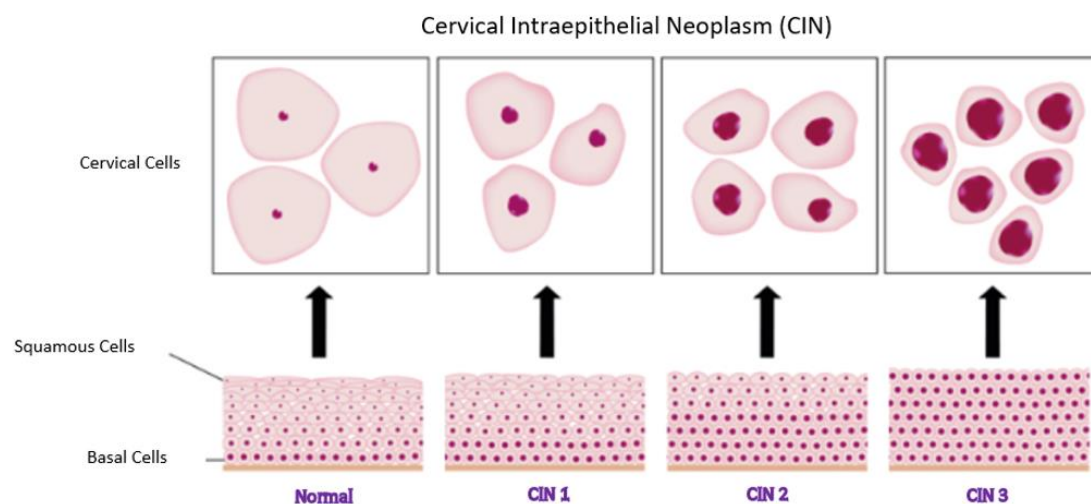 Cervical Intraepithelial Neoplasm (CIN)
Cervical Cells
Squamous Cells
Basal Cells
Normal
CIN 1
CIN 2
CIN 3